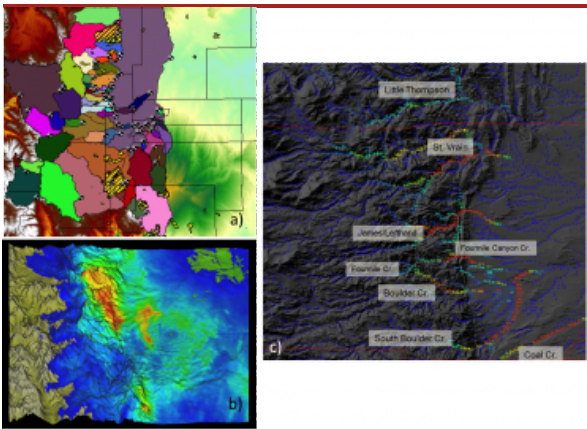 a)
b)
Little Thompson
St. Vrain
James/Lefthand
Fourmile Canyon Cr.
Fourmile Cr.
Boulder Cr.
South Boulder Cr.
Coal Cr.
c)